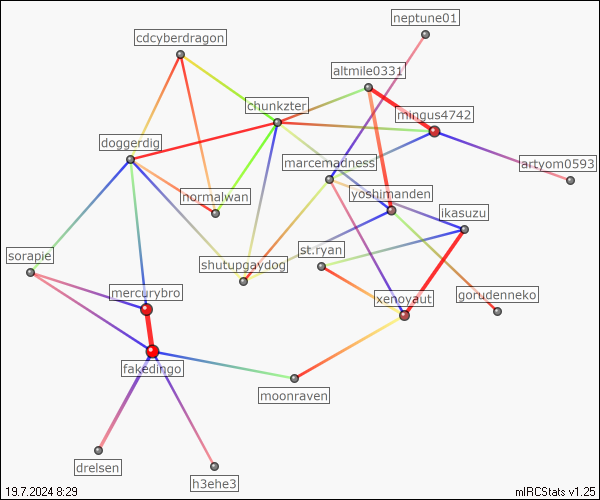 neptune01
cdcyberdragon
altmile0331
chunkzter
mingus4742
doggerdig
marcemadness
artyom0593
normalwan
yoshimanden
ikasuzu
sorapie
shutupgaydog
st.ryan
mercurybro
xenoyaut
gorudenneko
fakedingo
moonraven
drelsen
h3ehe3
19.7.2024 8:29
mIRCStats v1.25